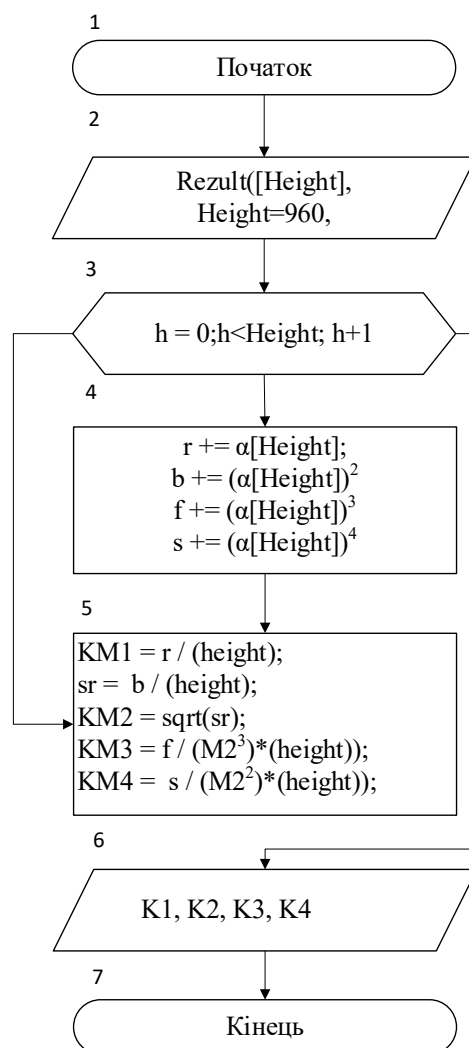 1
Початок
2
Rezult([Height],
Height=960,
3
h = 0;h<Height; h+1
4
r += α[Height];
b += (α[Height])²
f += (α[Height])³
s += (α[Height])⁴
5
KM1 = r / (height);
sr = b / (height);
KM2 = sqrt(sr);
KM3 = f / (M2³)*(height));
KM4 = s / (M2²)*(height));
6
K1, K2, K3, K4
7
Кінець